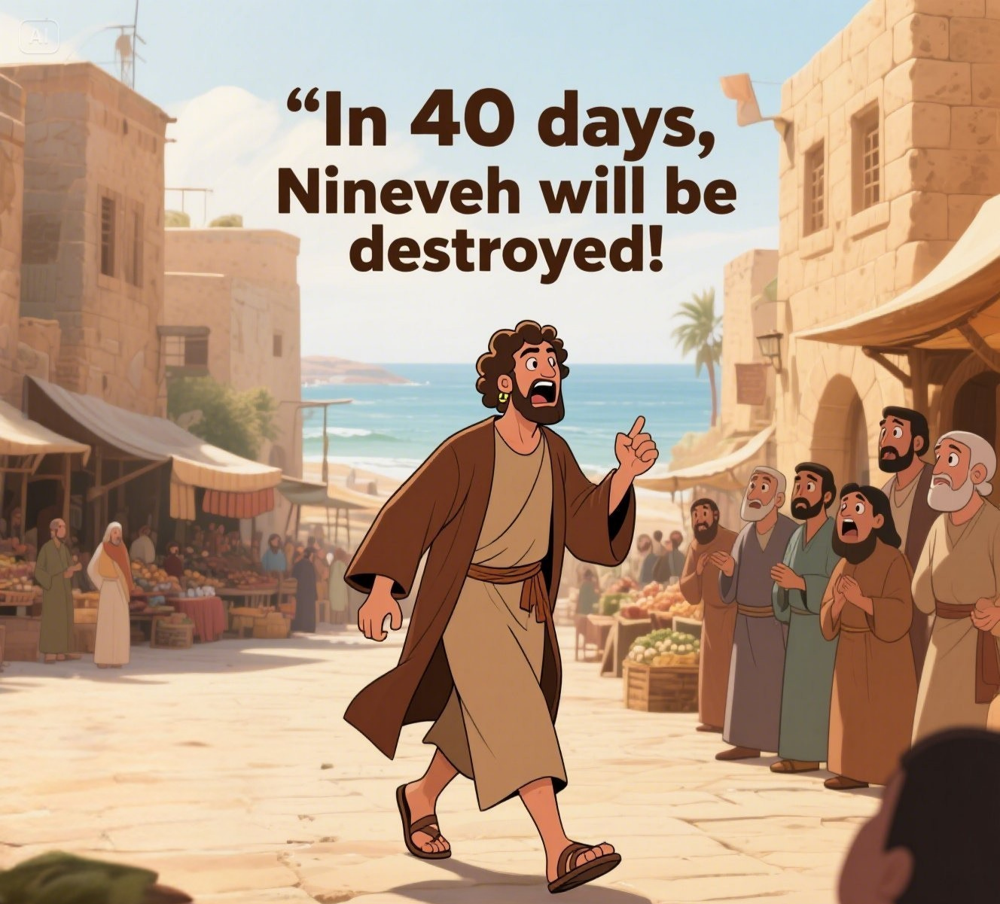 AI
“In 40 days,
Nineveh will be
destroyed!